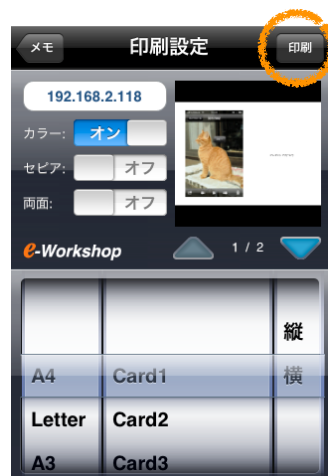 メモ 印刷設定 印刷
192.168.2.118
カラー: オン
セピア: オフ
両面: オフ
e-Workshop 1 / 2
縦
A4 Card1 横
Letter Card2
A3 Card3